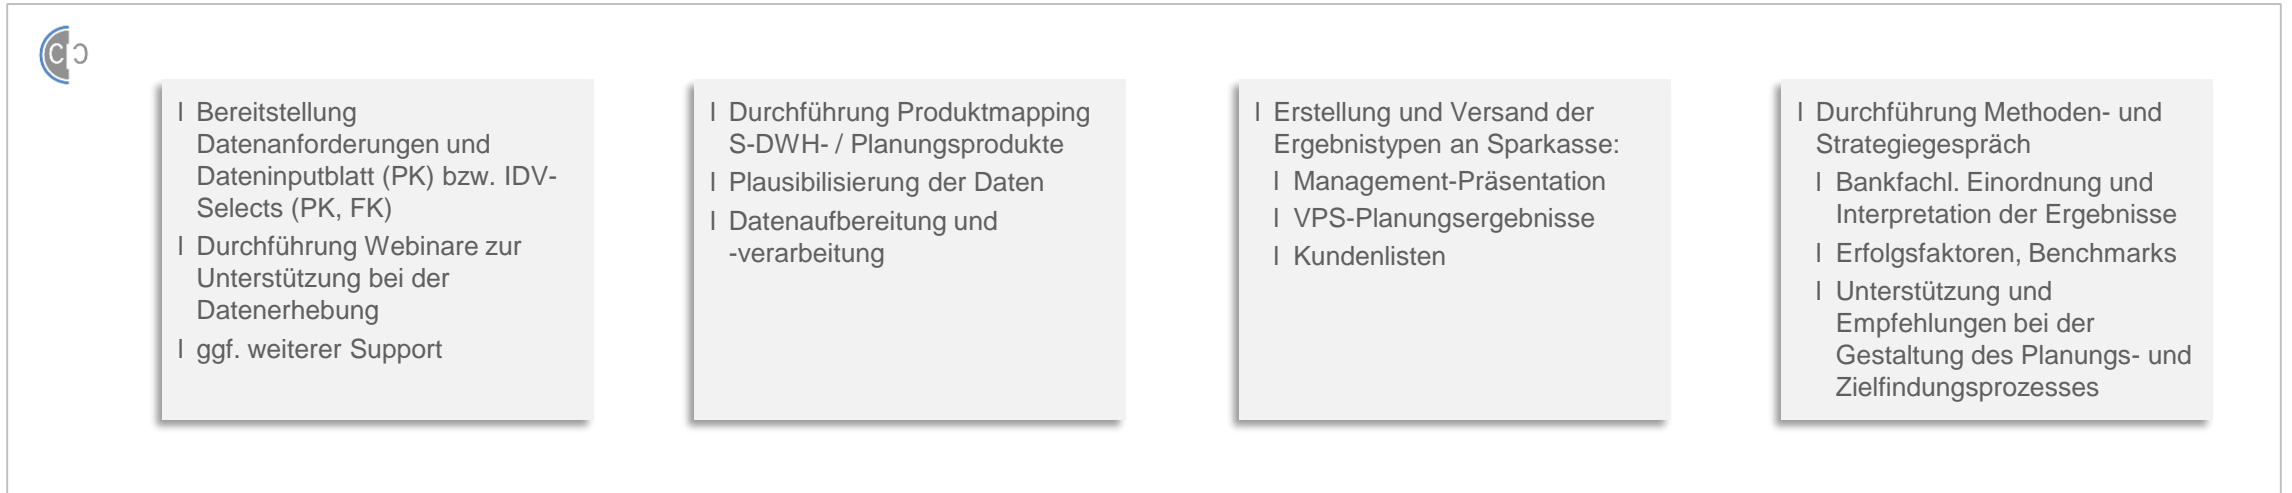 C C
l Bereitstellung
Datenanforderungen und
Dateninputblatt (PK) bzw. IDV-
Selects (PK, FK)
l Durchführung Webinare zur
Unterstützung bei der
Datenerhebung
l ggf. weiterer Support
l Durchführung Produktmapping
S-DWH- / Planungsprodukte
l Plausibilisierung der Daten
l Datenaufbereitung und
-verarbeitung
l Erstellung und Versand der
Ergebnistypen an Sparkasse:
l Management-Präsentation
l VPS-Planungsergebnisse
l Kundenlisten
l Durchführung Methoden- und
Strategiegespräch
l Bankfachl. Einordnung und
Interpretation der Ergebnisse
l Erfolgsfaktoren, Benchmarks
l Unterstützung und
Empfehlungen bei der
Gestaltung des Planungs- und
Zielfindungsprozesses